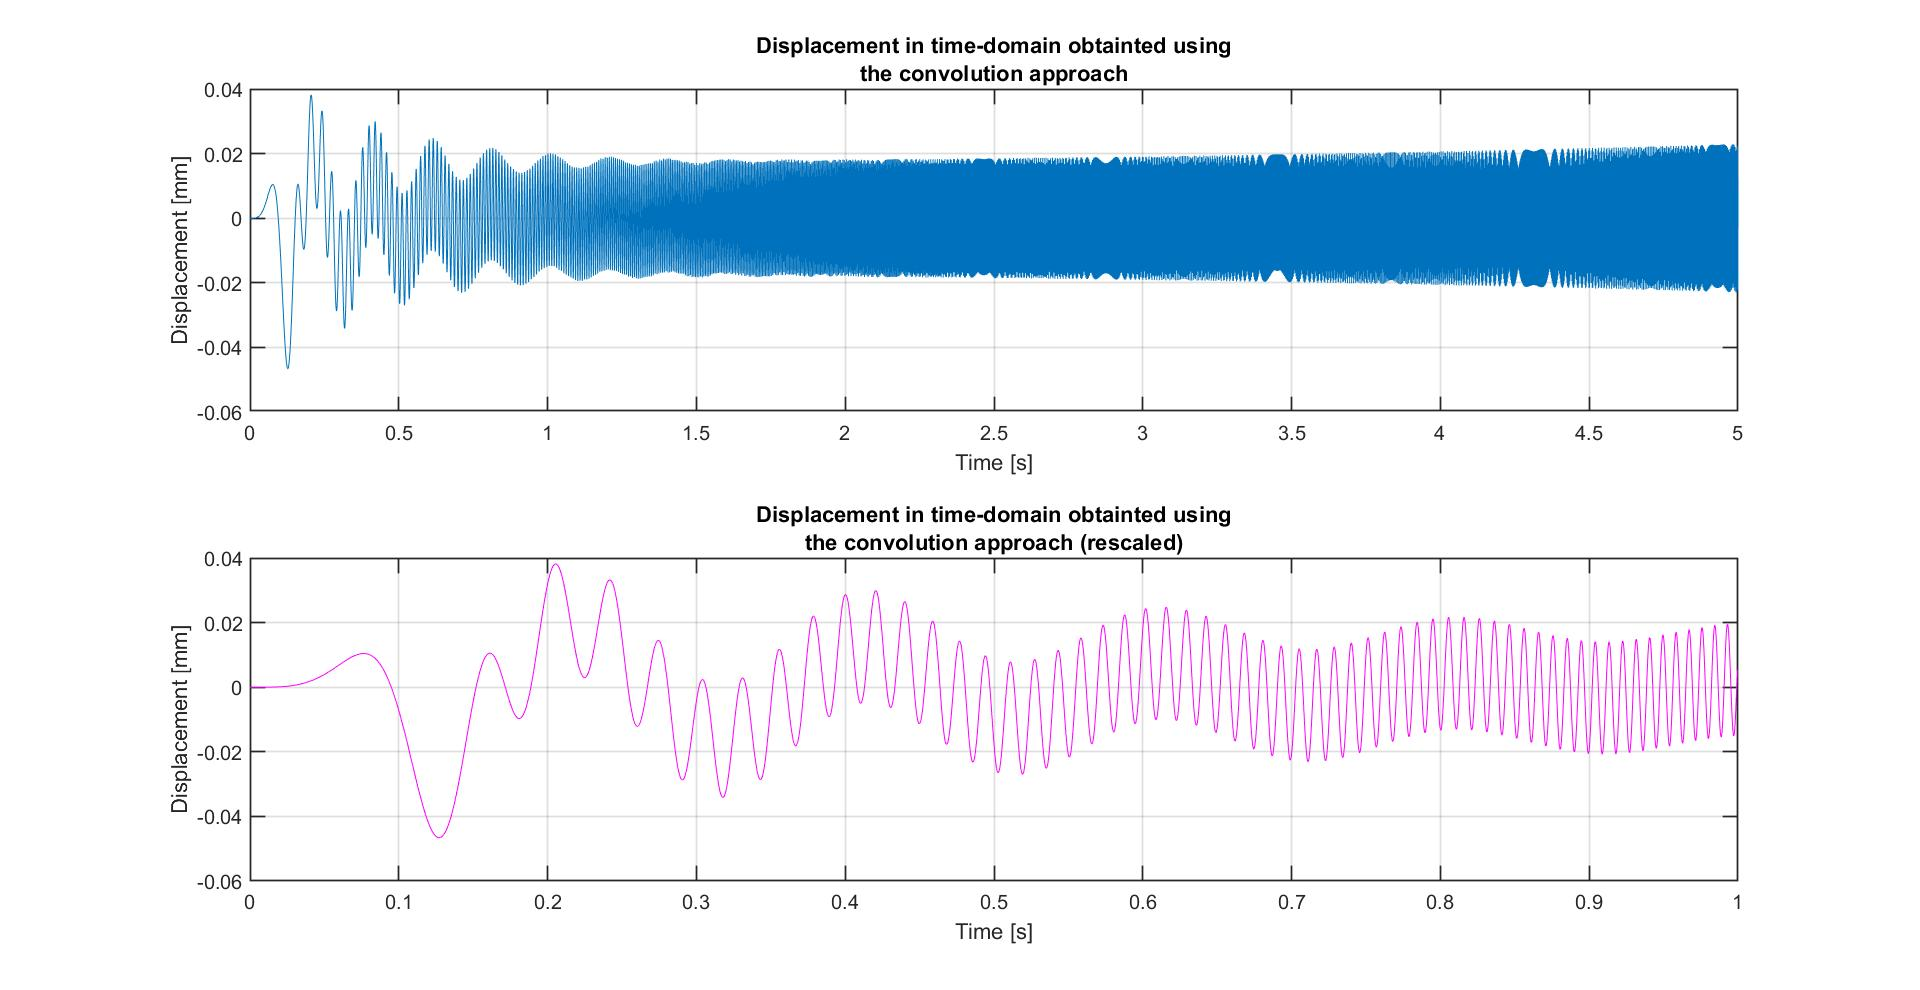 Displacement in time-domain obtainted using
the convolution approach
0.04
0.02
0
-0.02
-0.04
-0.06
Displacement [mm]
0 0.5 1 1.5 2 2.5 3 3.5 4 4.5 5
Time [s]
Displacement in time-domain obtainted using
the convolution approach (rescaled)
0.04
0.02
0
-0.02
-0.04
-0.06
Displacement [mm]
0 0.1 0.2 0.3 0.4 0.5 0.6 0.7 0.8 0.9 1
Time [s]